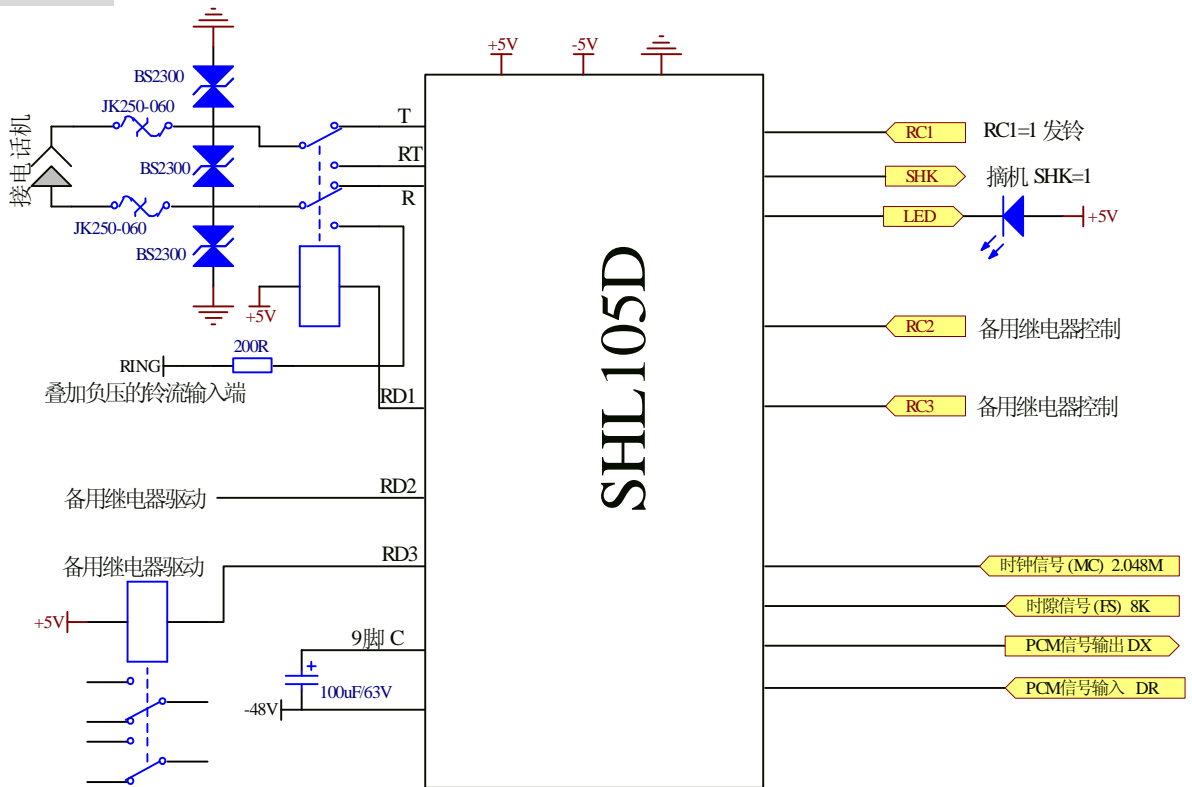 +5V
-5V
BS2300
JK250-060
T
RC1
RC1=1 发铃
接电话机
BS2300
RT
SHK
摘机 SHK=1
R
LED
+5V
JK250-060
BS2300
SHL105D
+5V
RC2
备用继电器控制
200R
RING
叠加负压的铃流输入端
RD1
RC3
备用继电器控制
RD2
备用继电器驱动
RD3
备用继电器驱动
时钟信号 (MC) 2.048M
时隙信号 (FS) 8K
+5V
9脚 C
PCM信号输出 DX
+
100uF/63V
PCM信号输入 DR
-48V